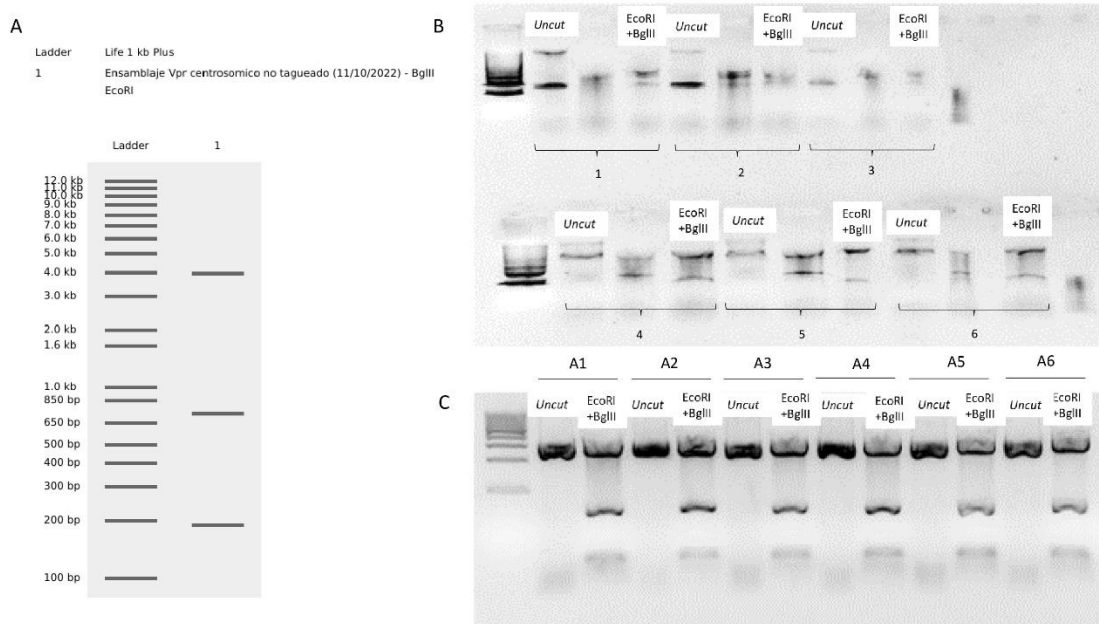 A
Ladder Life 1 kb Plus
1 Ensamblaje Vpr centrosomico no tagueado (11/10/2022) - BglII
EcoRI
Ladder 1
12.0 kb
11.0 kb
10.0 kb
9.0 kb
8.0 kb
7.0 kb
6.0 kb
5.0 kb
4.0 kb
3.0 kb
2.0 kb
1.6 kb
1.0 kb
850 bp
650 bp
500 bp
400 bp
300 bp
200 bp
100 bp
B
Uncut EcoRI +BglII Uncut EcoRI +BglII Uncut EcoRI +BglII
1 2 3
Uncut EcoRI +BglII Uncut EcoRI +BglII Uncut EcoRI +BglII
4 5 6
A1 A2 A3 A4 A5 A6
C
Uncut EcoRI +BglII Uncut EcoRI +BglII Uncut EcoRI +BglII Uncut EcoRI +BglII Uncut EcoRI +BglII Uncut EcoRI +BglII